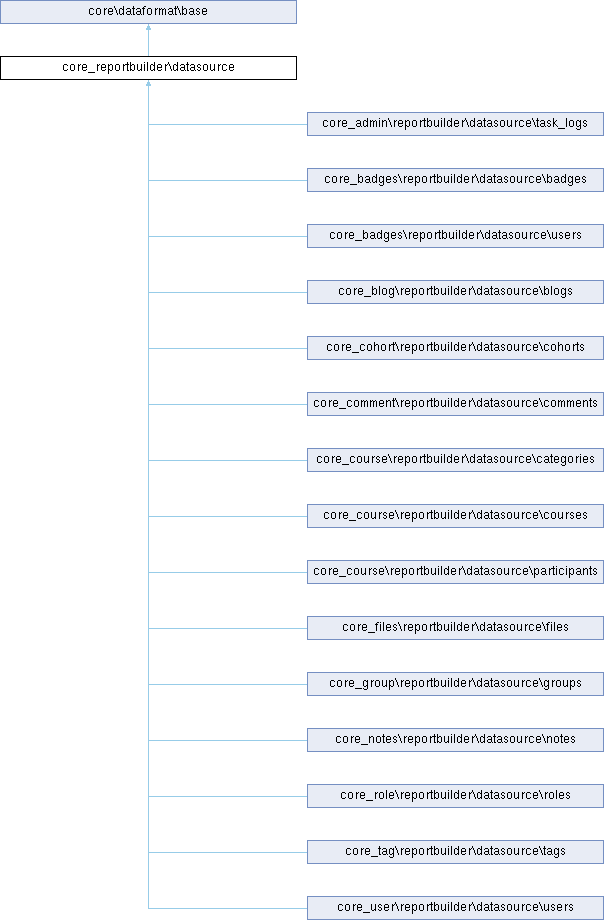 core\dataformat\base
core_reportbuilder\datasource
core_admin\reportbuilder\datasource\task_logs
core_badges\reportbuilder\datasource\badges
core_badges\reportbuilder\datasource\users
core_blog\reportbuilder\datasource\blogs
core_cohort\reportbuilder\datasource\cohorts
core_comment\reportbuilder\datasource\comments
core_course\reportbuilder\datasource\categories
core_course\reportbuilder\datasource\courses
core_course\reportbuilder\datasource\participants
core_files\reportbuilder\datasource\files
core_group\reportbuilder\datasource\groups
core_notes\reportbuilder\datasource\notes
core_role\reportbuilder\datasource\roles
core_tag\reportbuilder\datasource\tags
core_user\reportbuilder\datasource\users